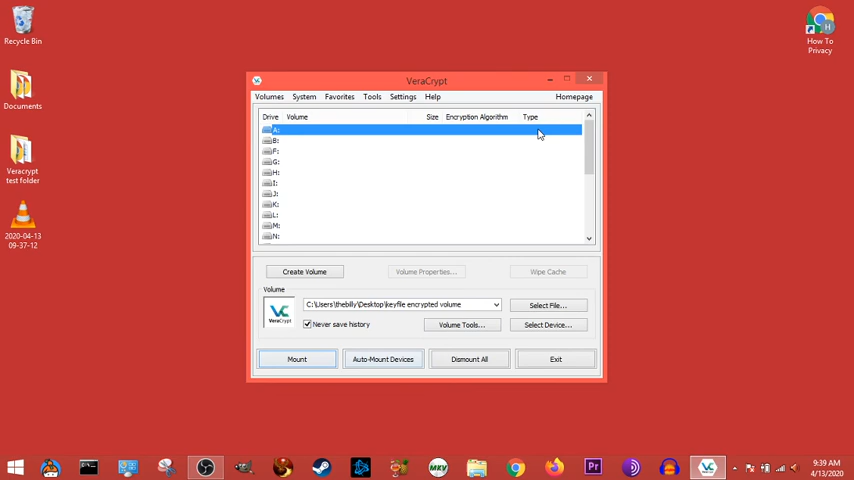 Recycle Bin
Documents
Veracrypt
test folder
2020-04-13
09-37-12
H
How To
Privacy
VeraCrypt
Volumes System Favorites Tools Settings Help Homepage
Drive Volume Size Encryption Algorithm Type
A:
B:
F:
G:
H:
I:
J:
K:
L:
M:
N:
Create Volume Volume Properties... Wipe Cache
Volume
VeraCrypt
C:\Users\thebilly\Desktop\keyfile encrypted volume Select File...
Never save history Volume Tools... Select Device...
Mount Auto-Mount Devices Dismount All Exit
MKV
Pr
9:39 AM
4/13/2020